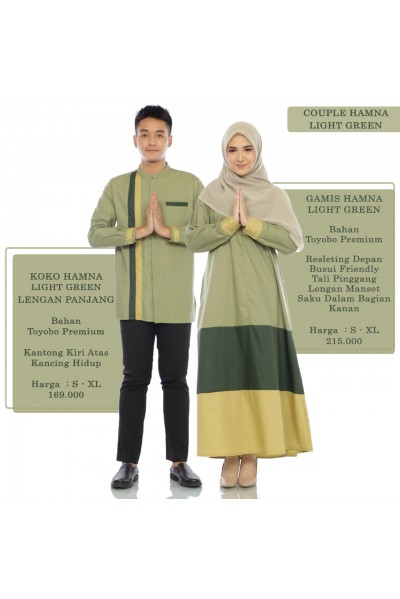 COUPLE HAMNA
LIGHT GREEN
GAMIS HAMNA
LIGHT GREEN
Bahan
Toyobo Premium
Resleting Depan
Busui Friendly
Tali Pinggang
Lengan Manset
Saku Dalam Bagian
Kanan
Harga : S - XL
215.000
KOKO HAMNA
LIGHT GREEN
LENGAN PANJANG
Bahan
Toyobo Premium
Kantong Kiri Atas
Kancing Hidup
Harga : S - XL
169.000